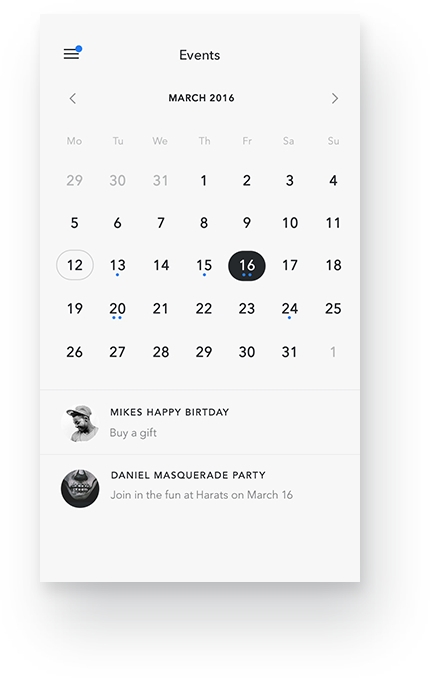 Events
MARCH 2016
Mo Tu We Th Fr Sa Su
29 30 31 1 2 3 4
5 6 7 8 9 10 11
12 13 14 15 16 17 18
19 20 21 22 23 24 25
26 27 28 29 30 31 1
MIKES HAPPY BIRTDAY
Buy a gift
DANIEL MASQUERADE PARTY
Join in the fun at Harats on March 16